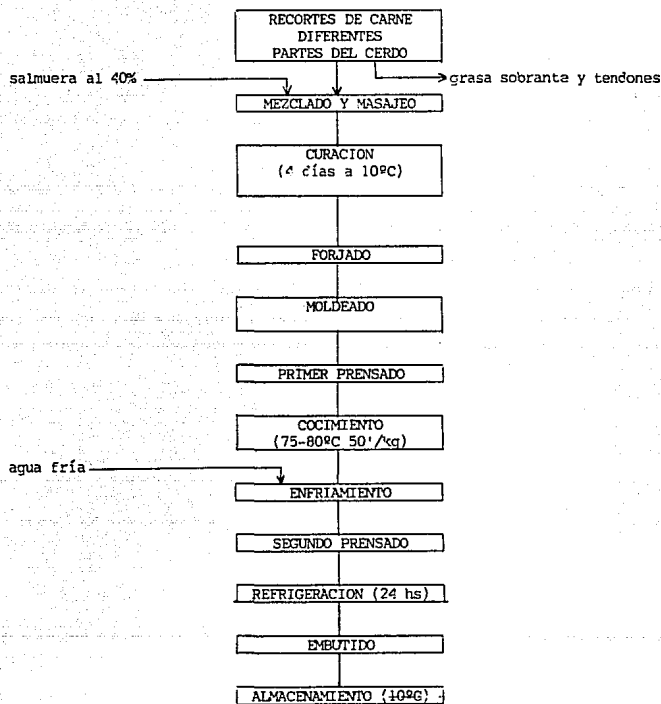 RECORTES DE CARNE
DIFERENTES
PARTES DEL CERDO
salmuera al 40%
grasa sobrante y tendones
MEZCLADO Y MASAJEO
CURACION
(4 días a 10ºC)
FORJADO
MOLDEADO
PRIMER PRENSADO
COCIMIENTO
(75-80ºC 50'/kg)
agua fría
ENFRIAMIENTO
SEGUNDO PRENSADO
REFRIGERACION (24 hs)
EMBUTIDO
ALMACENAMIENTO (10ºC)